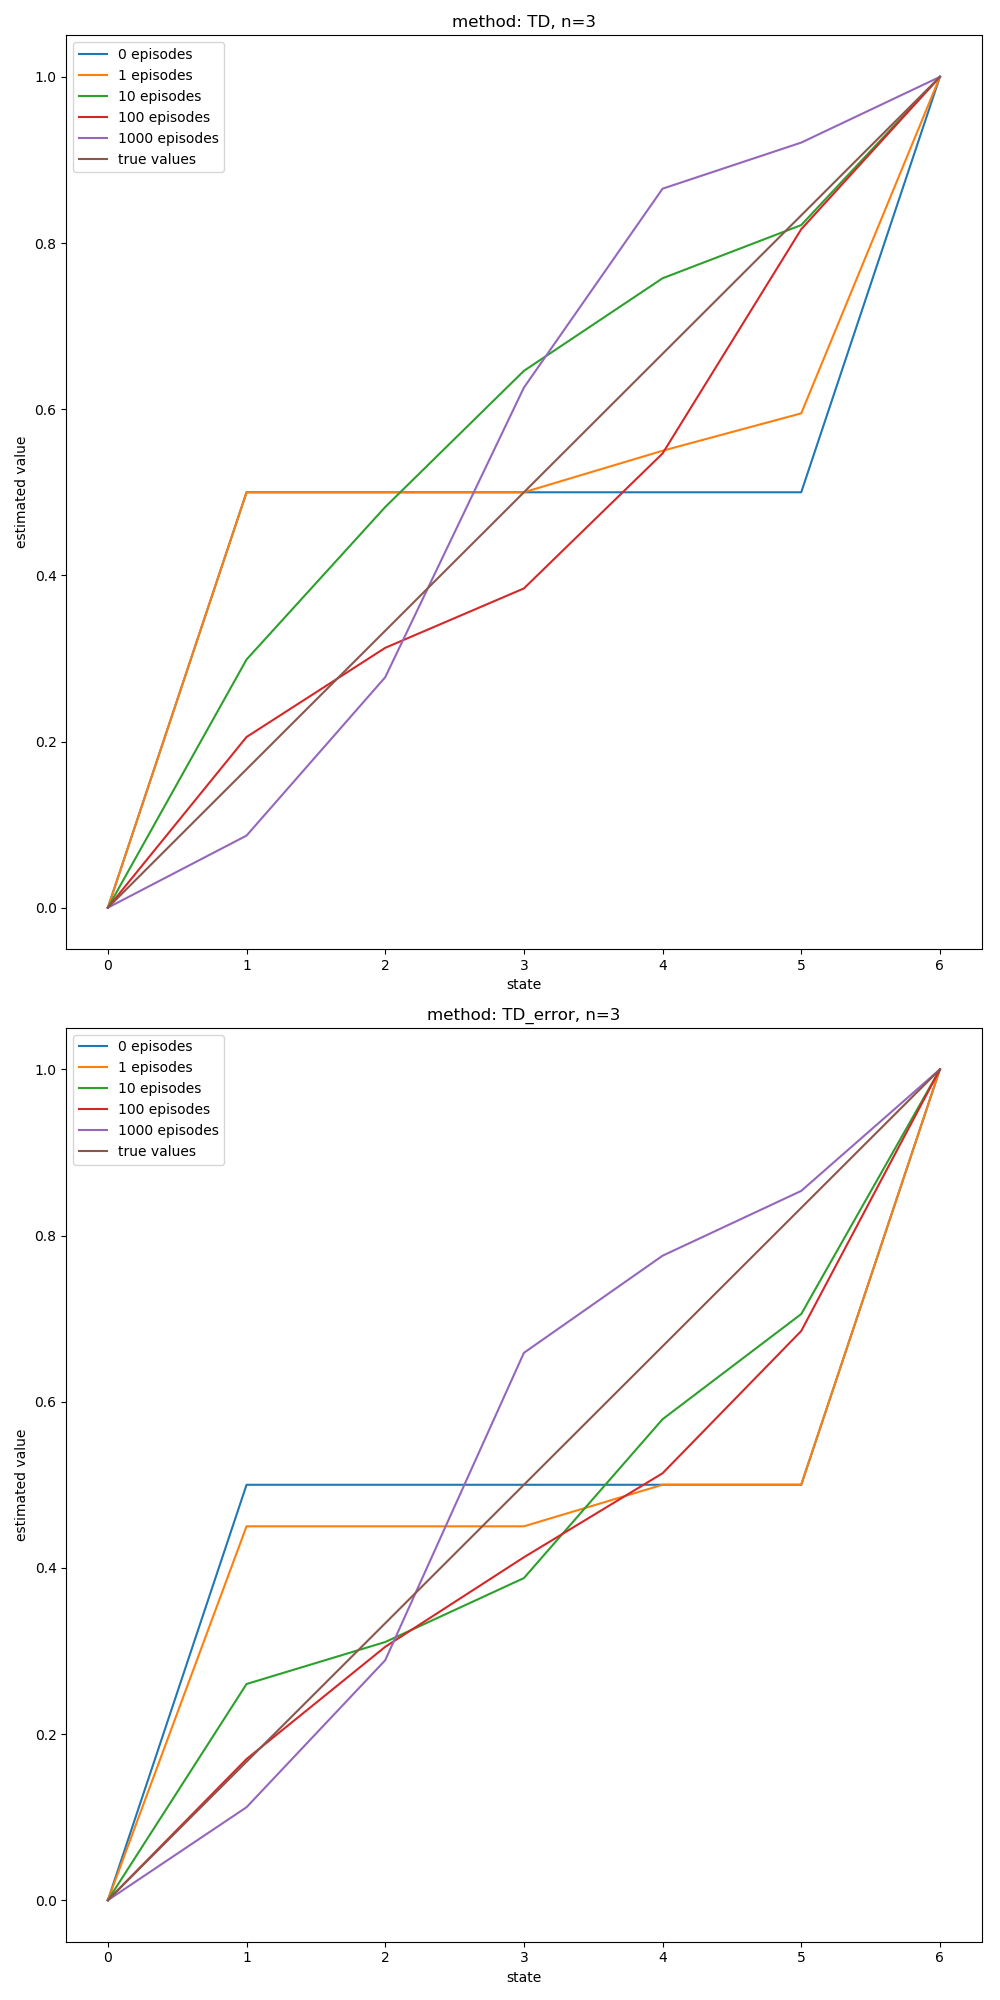 method: TD, n=3
0 episodes
1 episodes
10 episodes
100 episodes
1000 episodes
true values
estimated value
1.0
0.8
0.6
0.4
0.2
0.0
0 1 2 3 4 5 6
state
method: TD_error, n=3
0 episodes
1 episodes
10 episodes
100 episodes
1000 episodes
true values
estimated value
1.0
0.8
0.6
0.4
0.2
0.0
0 1 2 3 4 5 6
state